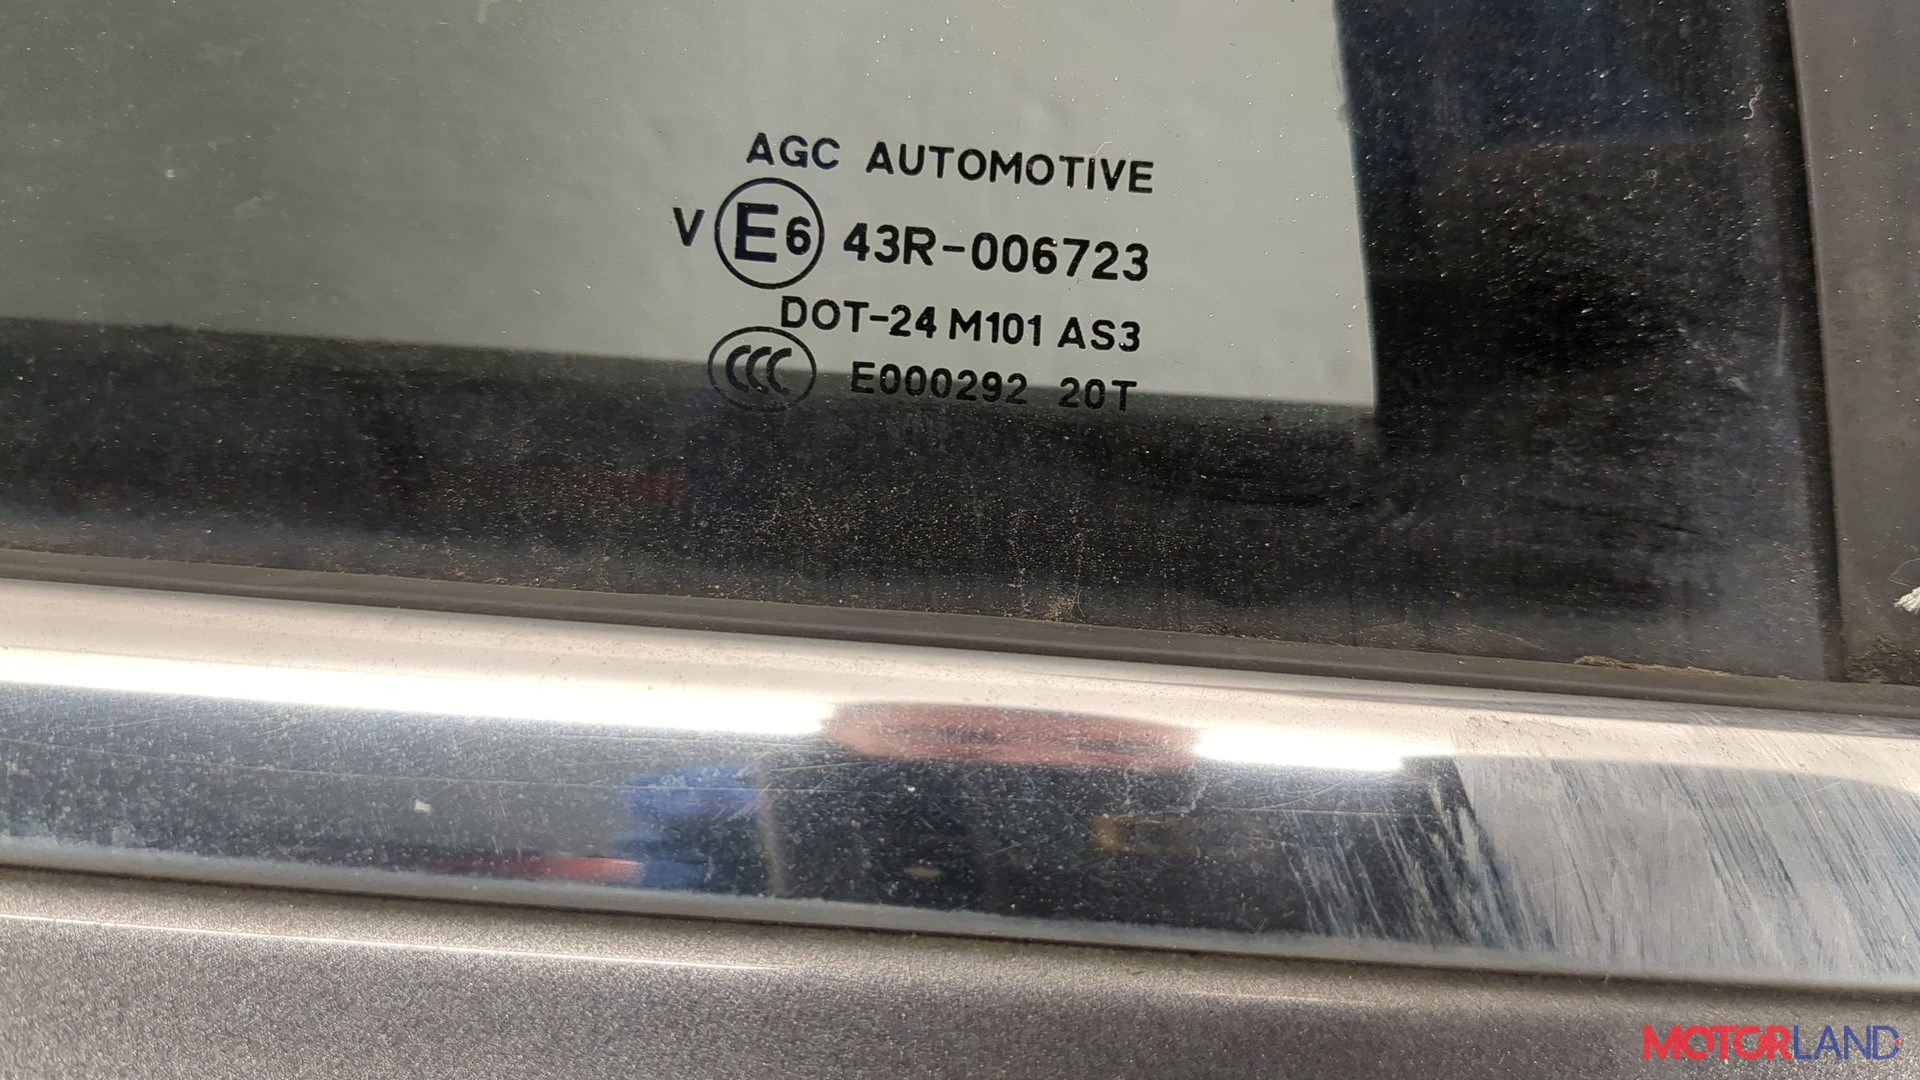 AGC AUTOMOTIVE
V E6 43R-006723
DOT-24 M101 AS3
CCC E000292 20T
MOTORLAND